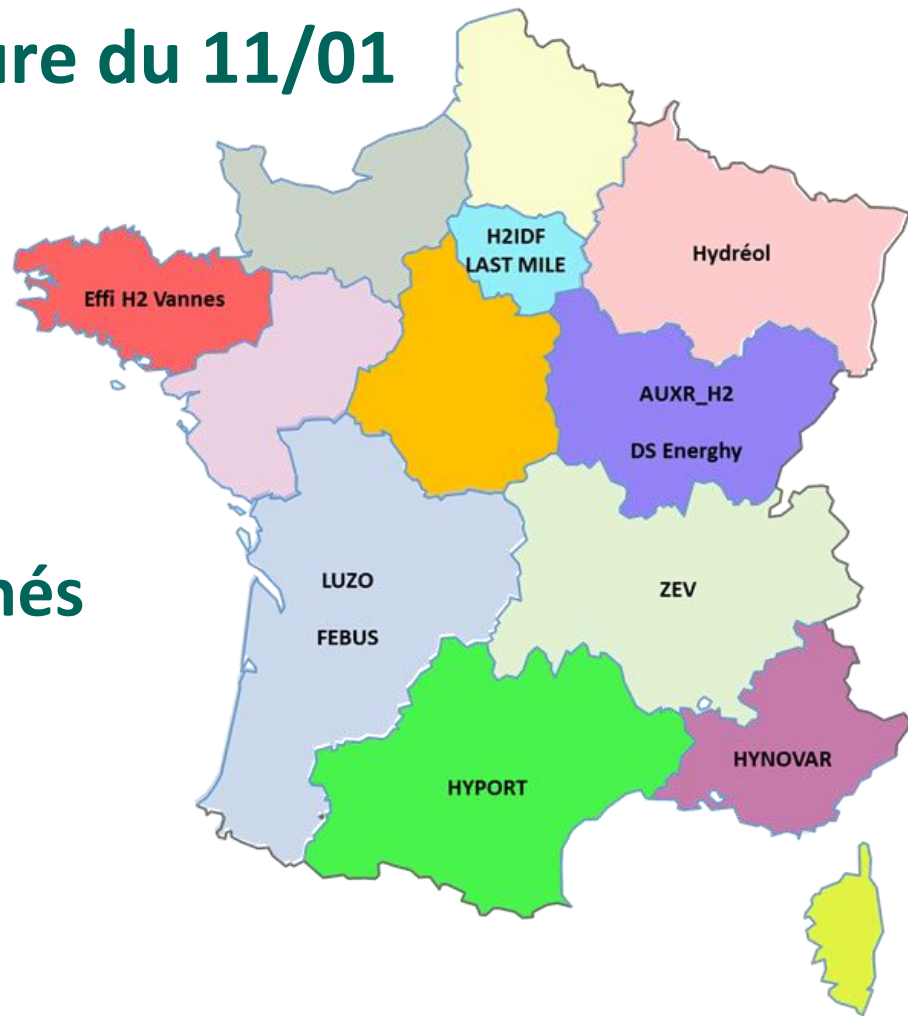 ure du 11/01
H2IDF
LAST MILE
Hydréol
Effi H2 Vannes
AUXR_H2
DS Energhy
LUZO
nés
ZEV
FEBUS
HYNOVAR
HYPORT